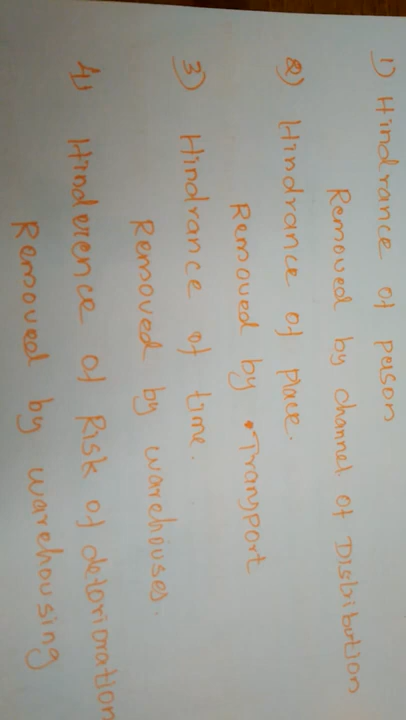 1) Hindrance of person
Removed by channel of Distribution
2) Hindrance of place.
Removed by Transport
3) Hindrance of time.
Removed by warehouses.
4) Hinderence of Risk of detorioration
Removed by warehousing